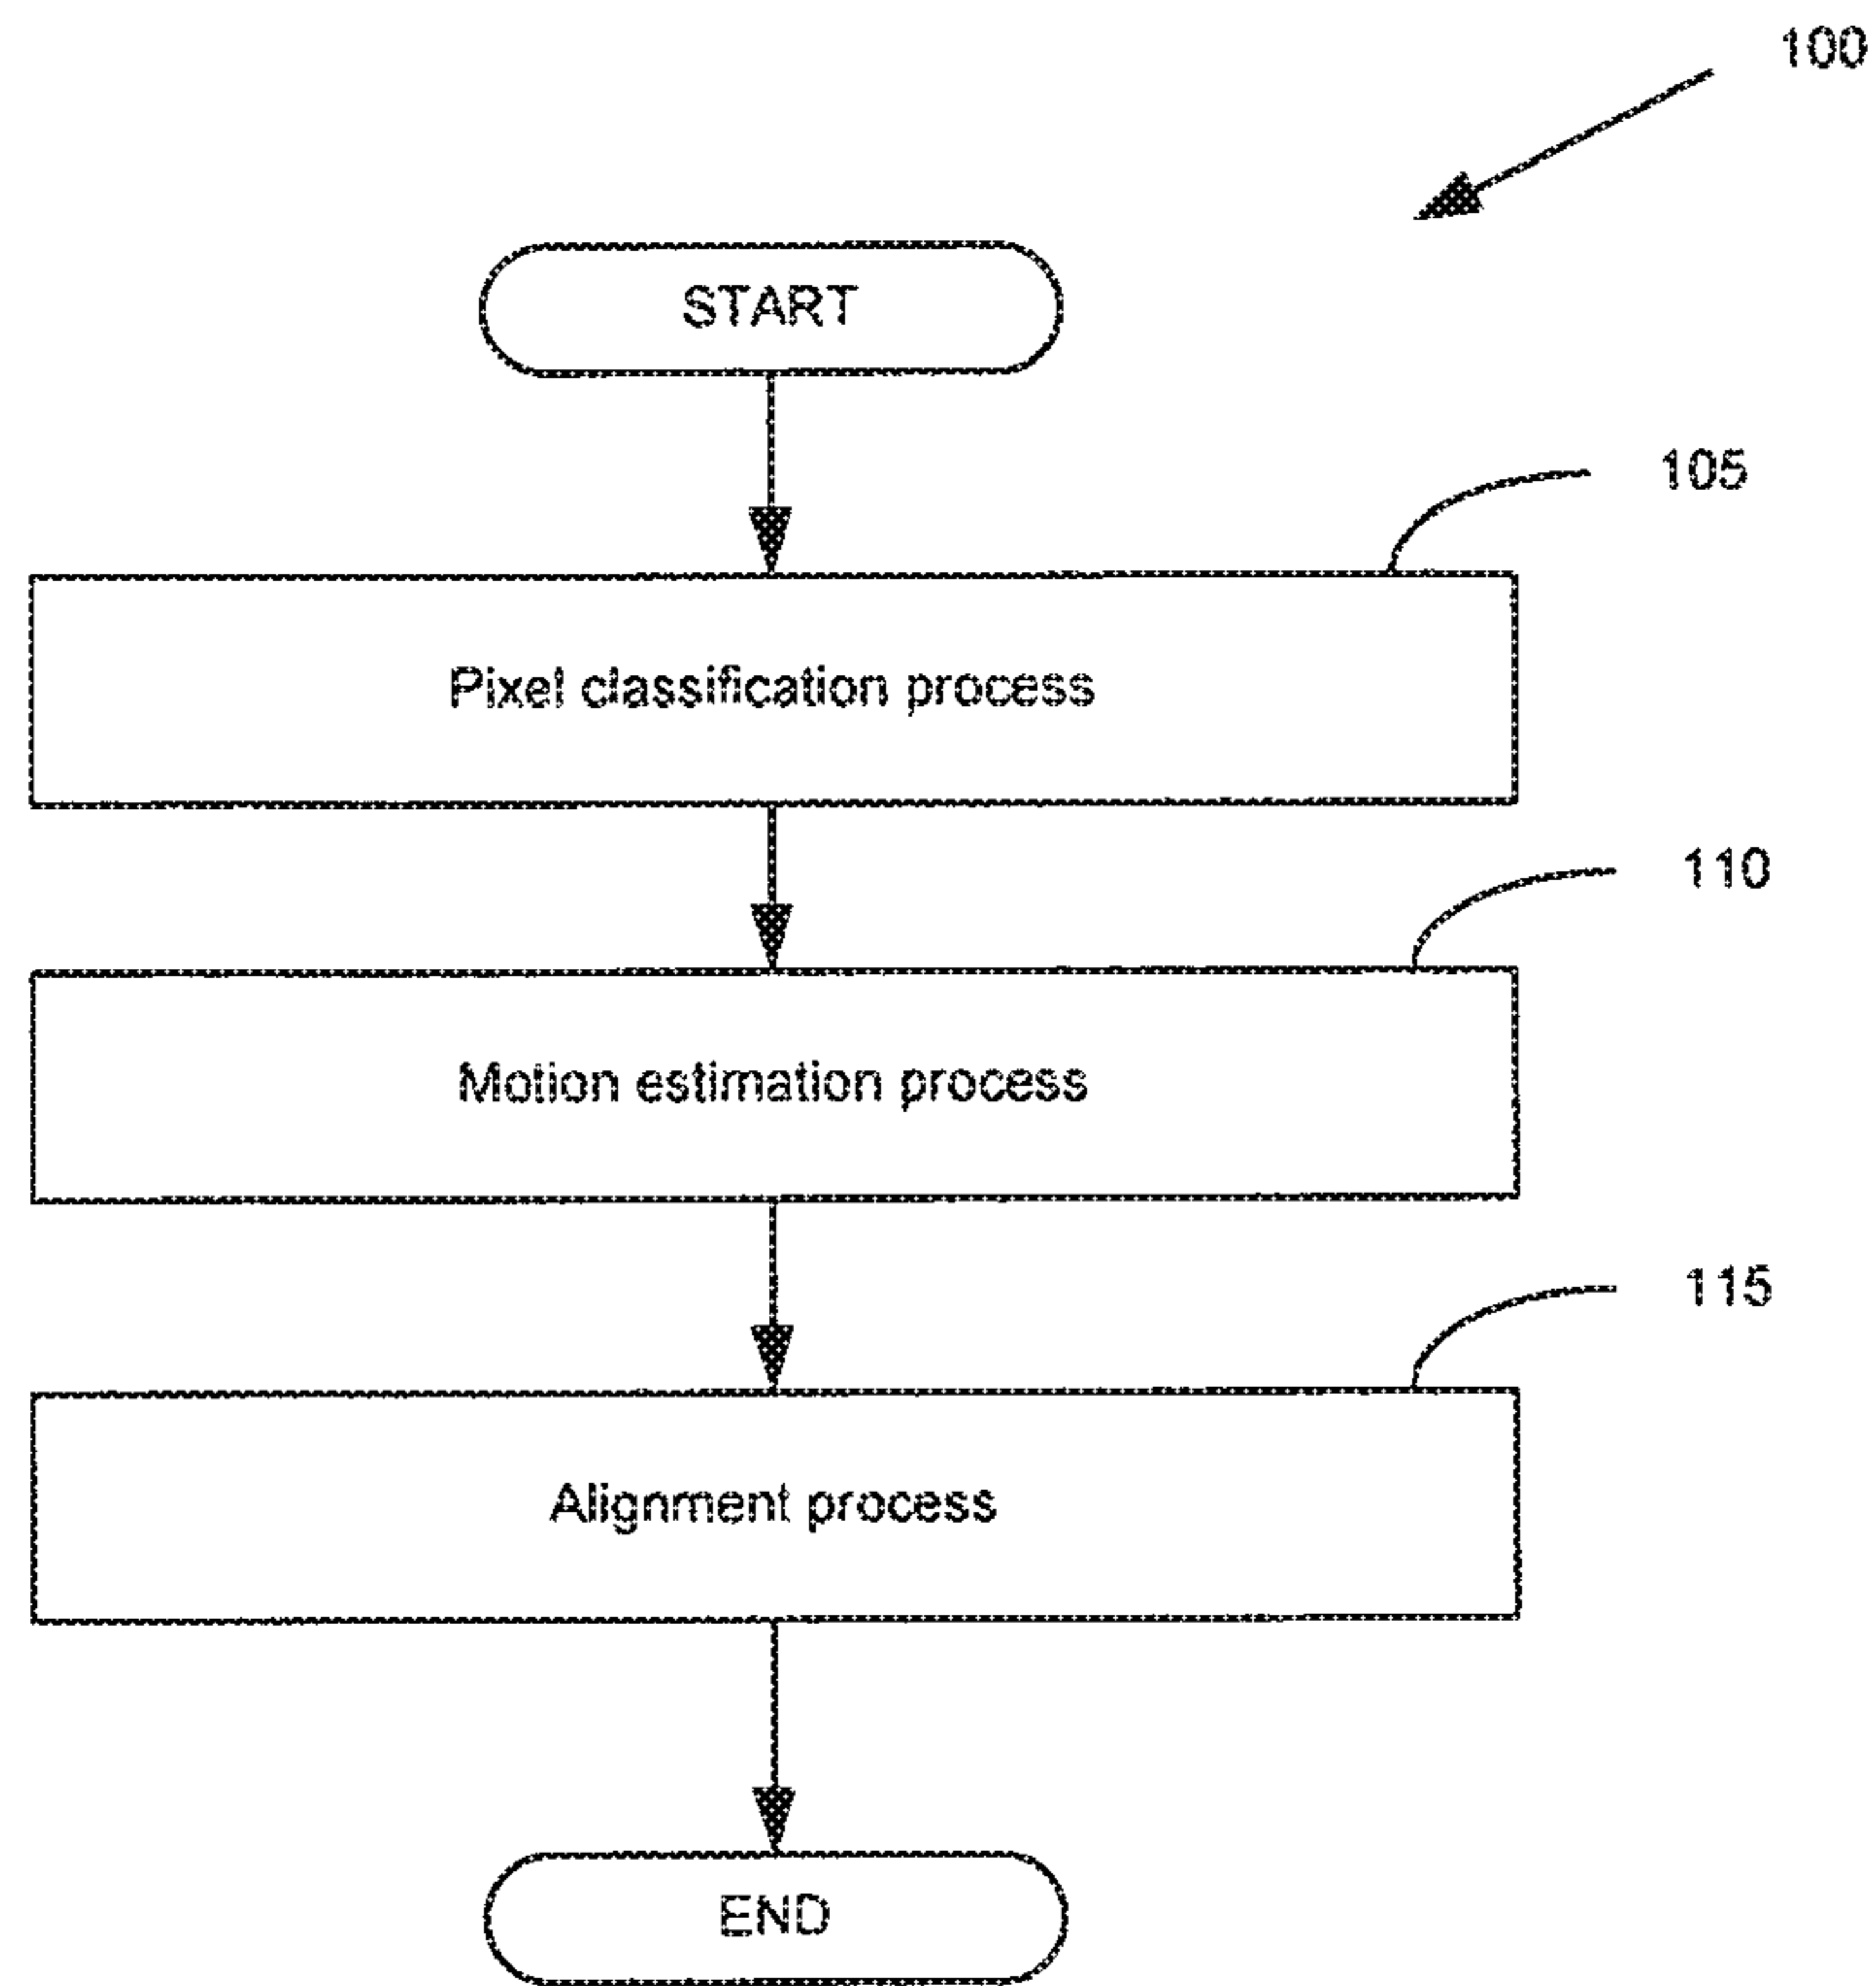 100
START
105
Pixel classification process
110
Motion estimation process
115
Alignment process
END